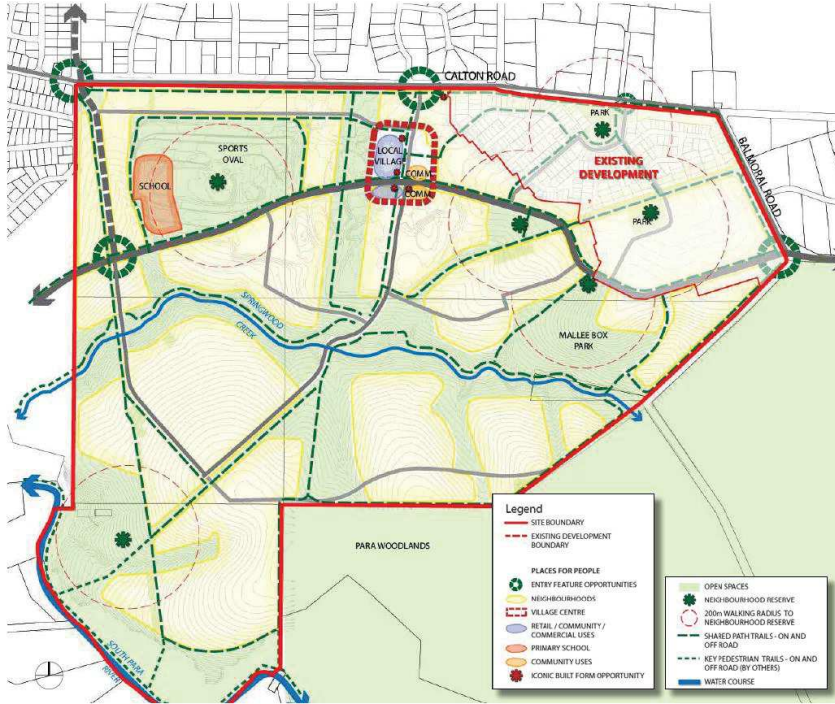 CALTON ROAD
BALMORAL ROAD
PARK
EXISTING
DEVELOPMENT
SPORTS
OVAL
LOCAL
VILLAGE
COMM
COMM
SCHOOL
PARK
SPRINGWOOD
CREEK
MALLEE BOX
PARK
PARA WOODLANDS
SOUTH PARA
RIVER
Legend
SITE BOUNDARY
EXISTING DEVELOPMENT
BOUNDARY
PLACES FOR PEOPLE
ENTRY FEATURE OPPORTUNITIES
NEIGHBOURHOODS
VILLAGE CENTRE
RETAIL / COMMUNITY /
COMMERCIAL USES
PRIMARY SCHOOL
COMMUNITY USES
ICONIC BUILT FORM OPPORTUNITY
OPEN SPACES
NEIGHBOURHOOD RESERVE
200m WALKING RADIUS TO
NEIGHBOURHOOD RESERVE
SHARED PATH TRAILS - ON AND
OFF ROAD
KEY PEDESTRIAN TRAILS - ON AND
OFF ROAD (BY OTHERS)
WATER COURSE